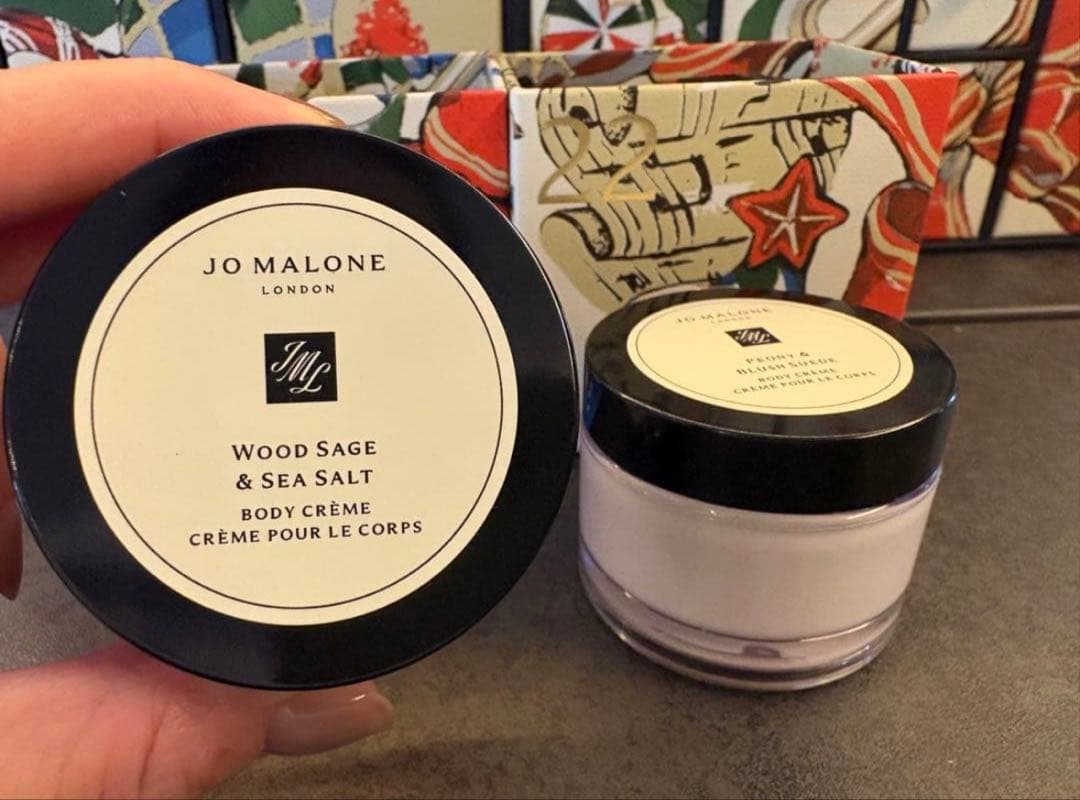 JO MALONE
LONDON
JML
WOOD SAGE
& SEA SALT
BODY CRÈME
CRÈME POUR LE CORPS
22
JO MALONE
LONDON
JML
PEONY &
BLUSH SUEDE
BODY CRÈME
CRÈME POUR LE CORPS